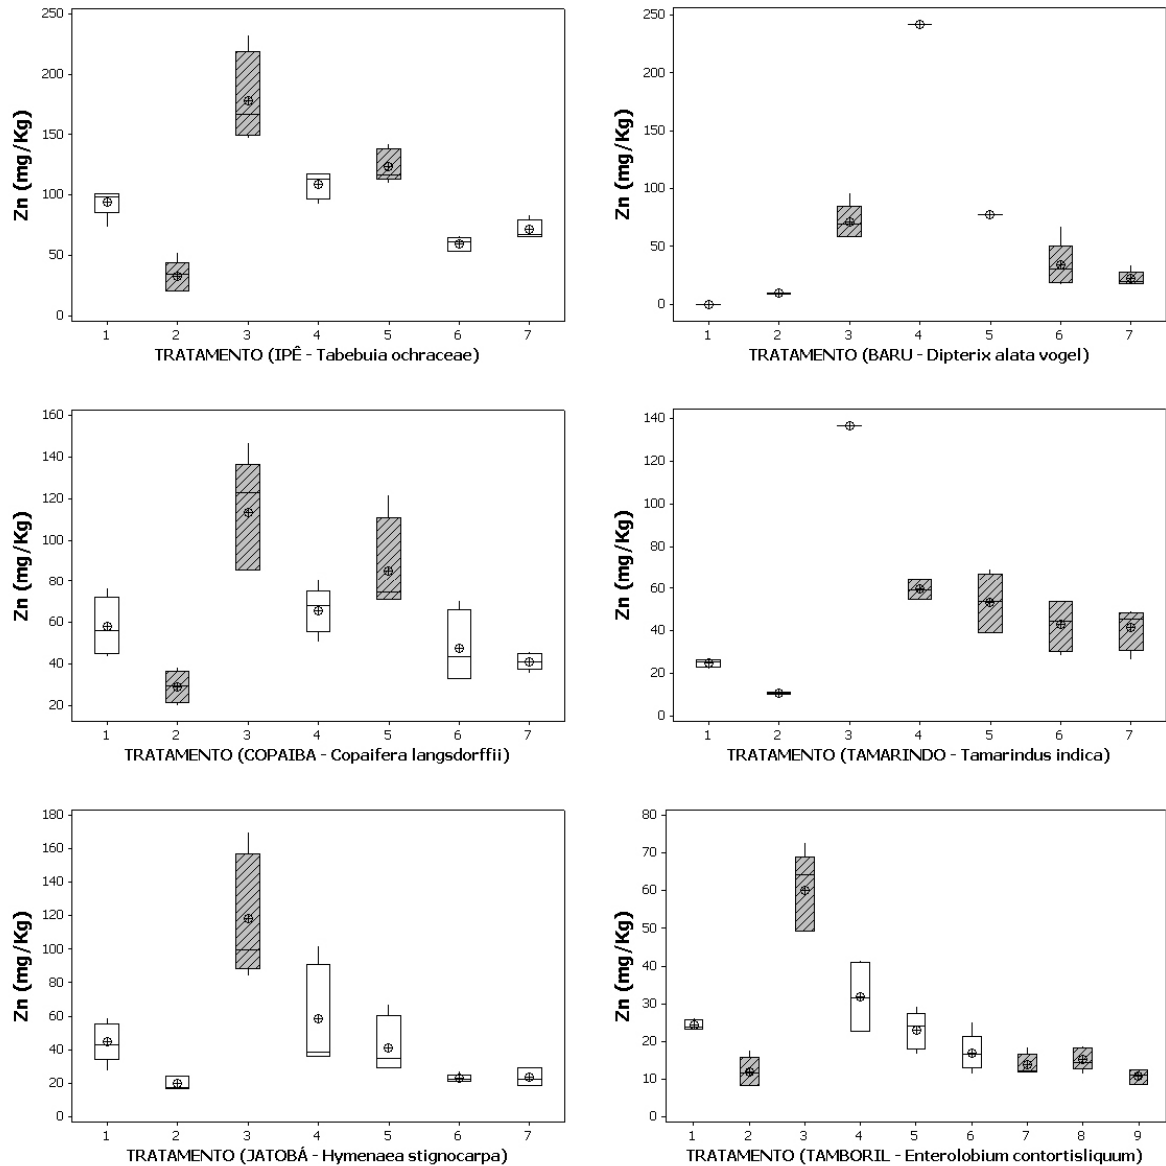 250
200
150
100
50
0
Zn (mg/Kg)
1 2 3 4 5 6 7
TRATAMENTO (IPÊ - Tabebuia ochraceae)
250
200
150
100
50
0
Zn (mg/Kg)
1 2 3 4 5 6 7
TRATAMENTO (BARU - Dipterix alata vogel)
160
140
120
100
80
60
40
20
Zn (mg/Kg)
1 2 3 4 5 6 7
TRATAMENTO (COPAIBA - Copaifera langsdorffii)
140
120
100
80
60
40
20
0
Zn (mg/Kg)
1 2 3 4 5 6 7
TRATAMENTO (TAMARINDO - Tamarindus indica)
180
160
140
120
100
80
60
40
20
0
Zn (mg/Kg)
1 2 3 4 5 6 7
TRATAMENTO (JATOBÁ - Hymenaea stignocarpa)
80
70
60
50
40
30
20
10
0
Zn (mg/Kg)
1 2 3 4 5 6 7 8 9
TRATAMENTO (TAMBORIL - Enterolobium contortisliquum)